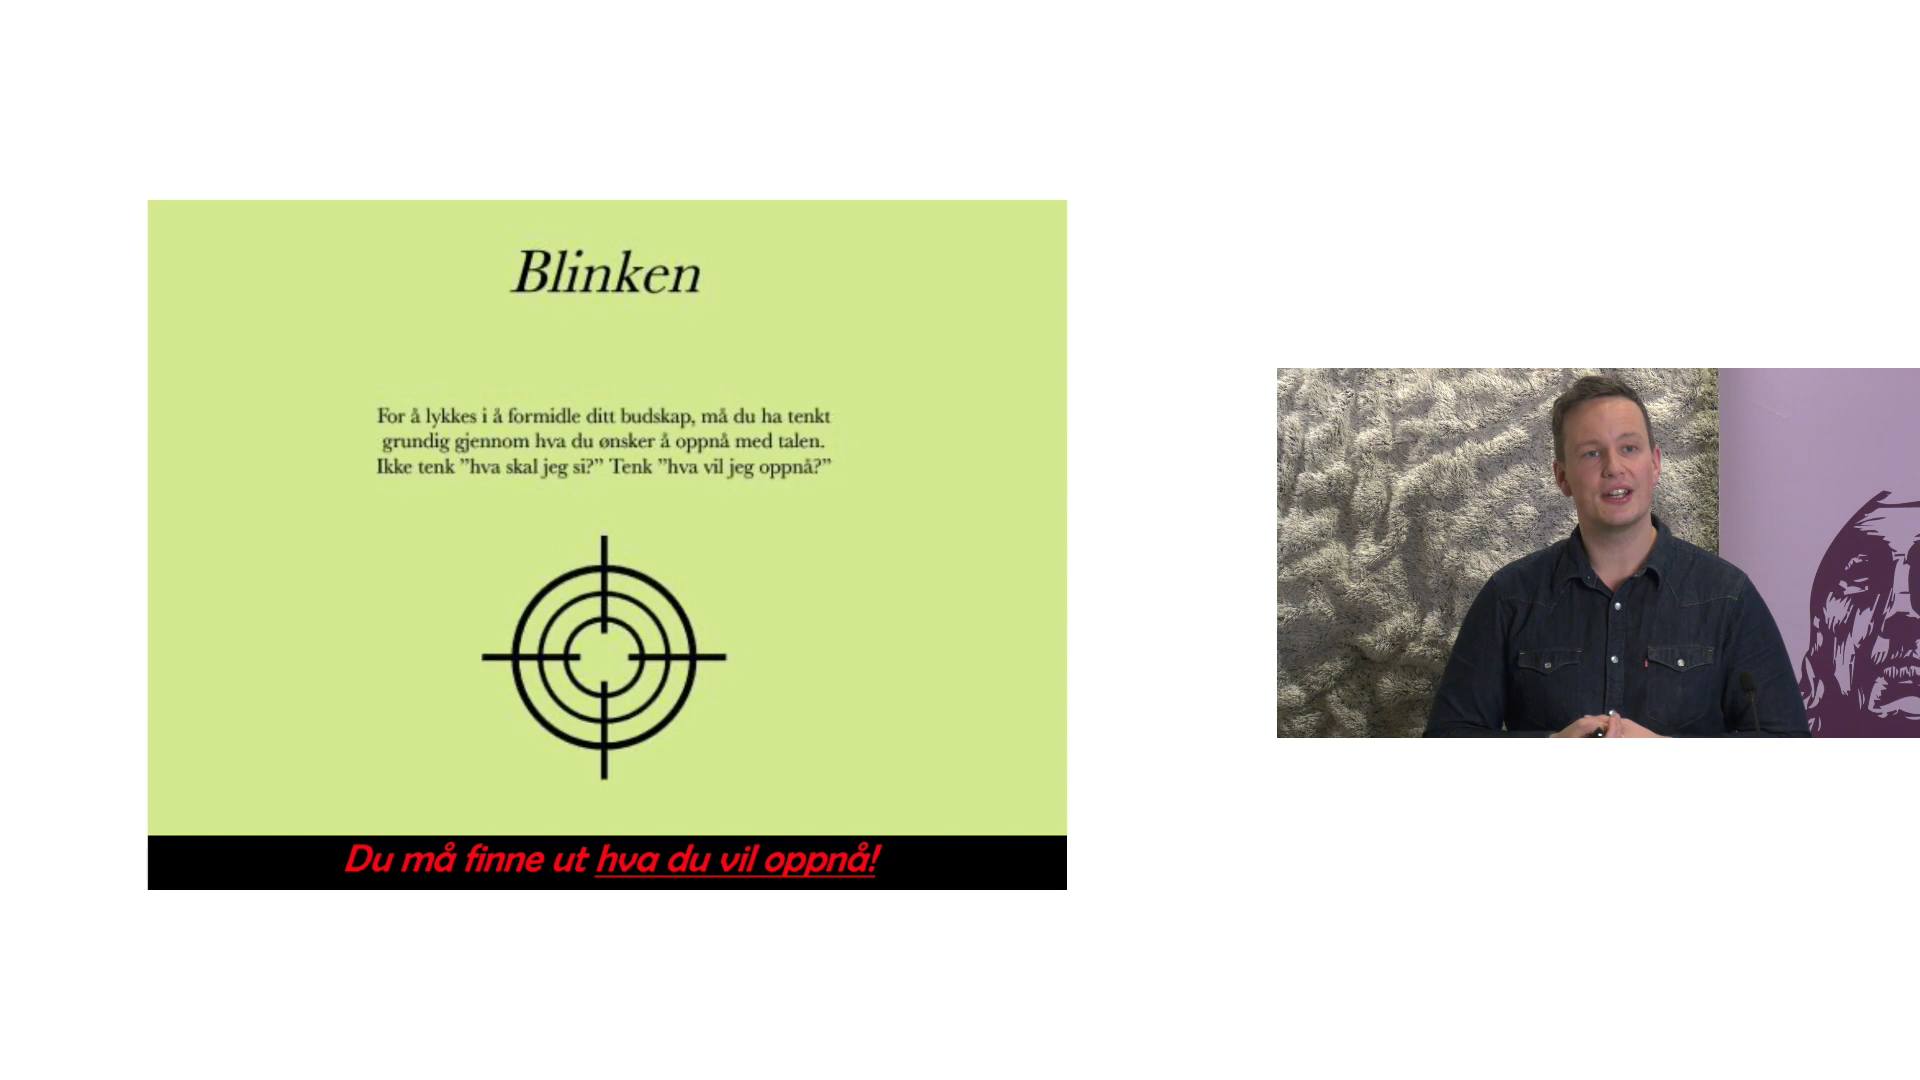 Blinken
For å lykkes i å formidle ditt budskap, må du ha tenkt
grundig gjennom hva du ønsker å oppnå med talen.
Ikke tenk ”hva skal jeg si?” Tenk ”hva vil jeg oppnå?”
Du må finne ut hva du vil oppnå!